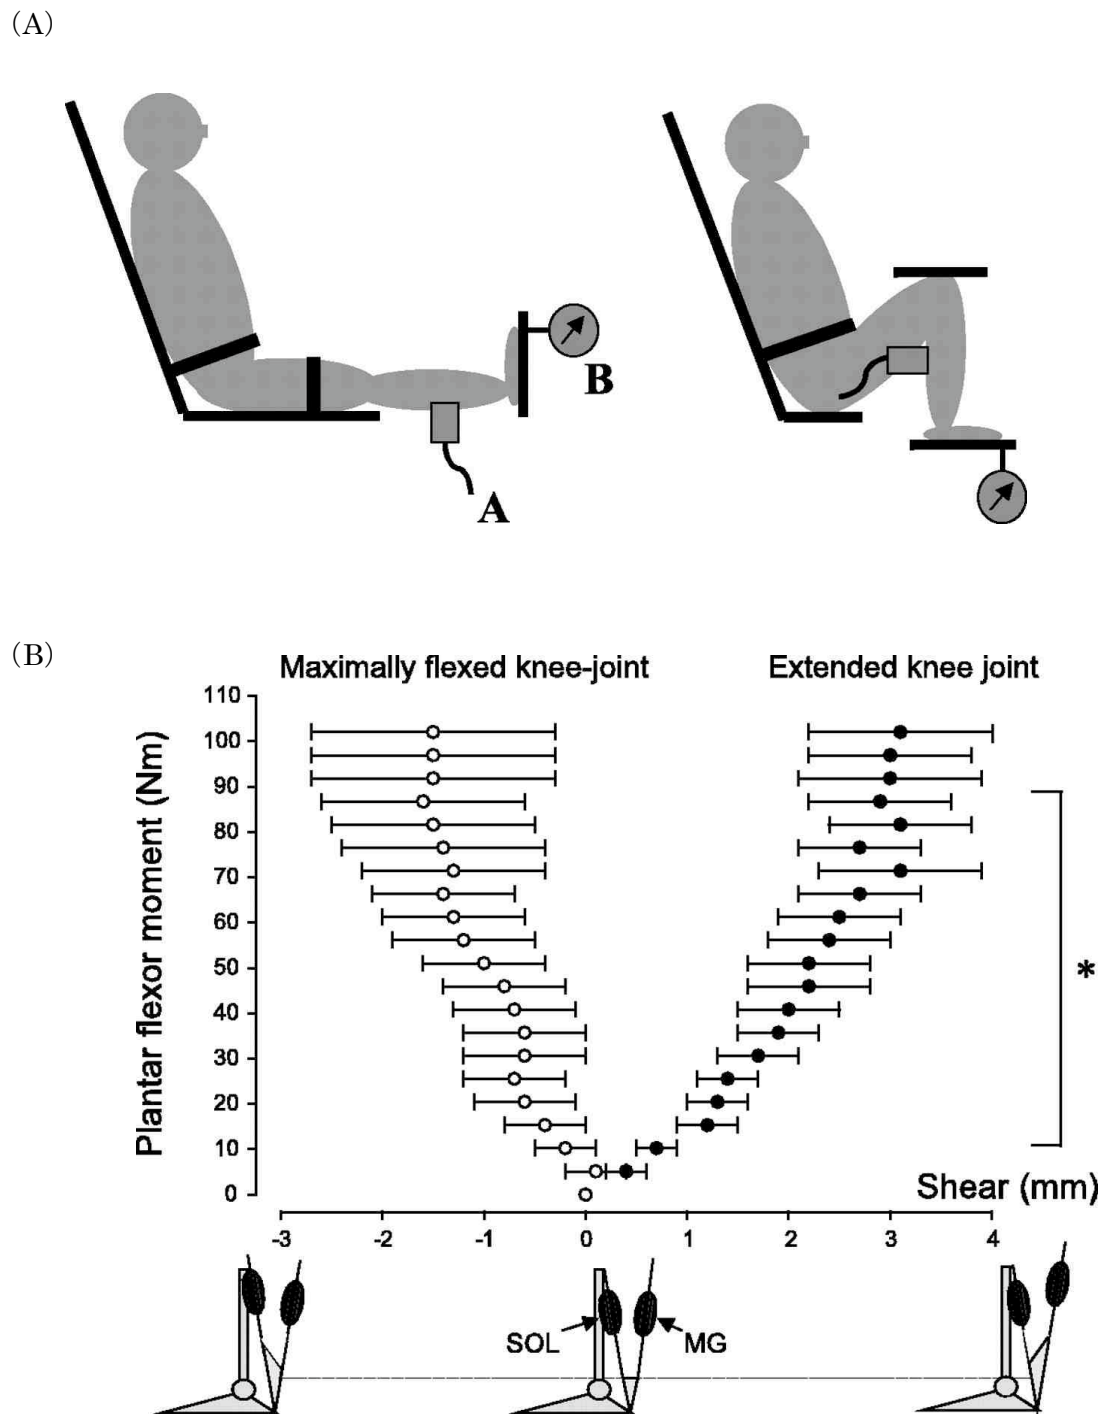 (A)
B
A
(B)
Maximally flexed knee-joint
Extended knee joint
Plantar flexor moment (Nm)
110
100
90
80
70
60
50
40
30
20
10
0
*
Shear (mm)
-3 -1 0 1 2 3 4
SOL
MG